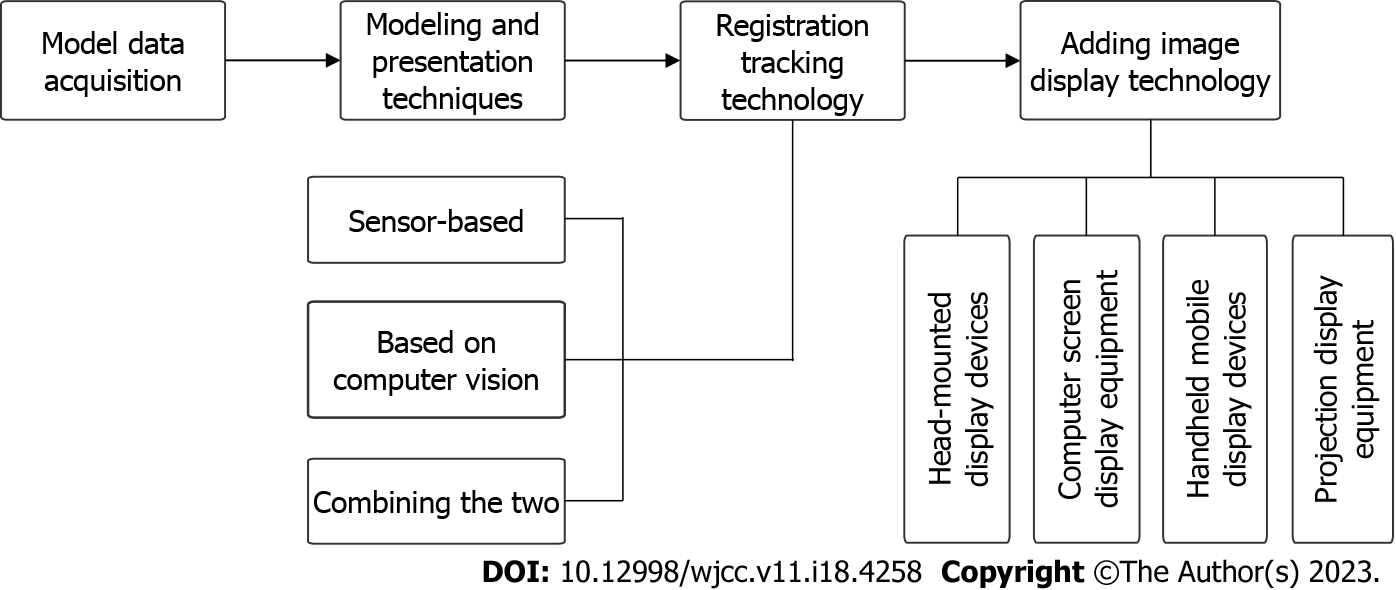 Model data
acquisition
Modeling and
presentation
techniques
Registration
tracking
technology
Adding image
display technology
Sensor-based
Based on
computer vision
Combining the two
Head-mounted
display devices
Computer screen
display equipment
Handheld mobile
display devices
Projection display
equipment
DOI: 10.12998/wjcc.v11.i18.4258 Copyright ©The Author(s) 2023.